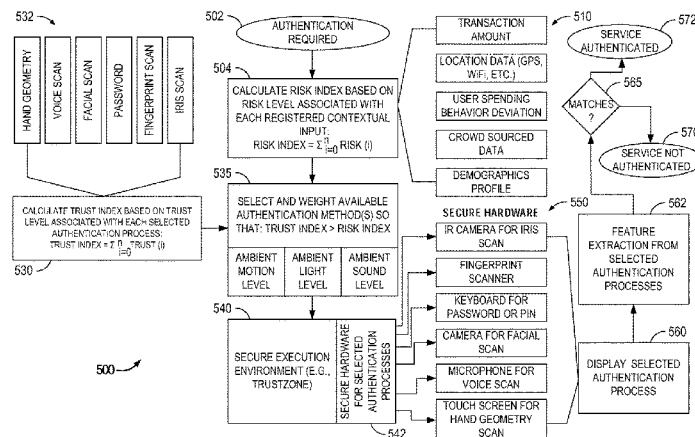 532
HAND GEOMETRY
VOICE SCAN
FACIAL SCAN
PASSWORD
FINGERPRINT SCAN
IRIS SCAN
CALCULATE TRUST INDEX BASED ON TRUST
LEVEL ASSOCIATED WITH EACH SELECTED
AUTHENTICATION PROCESS:
TRUST INDEX = Σ n i=0 TRUST (i)
530
500
502
AUTHENTICATION
REQUIRED
504
CALCULATE RISK INDEX BASED ON
RISK LEVEL ASSOCIATED WITH
EACH REGISTERED CONTEXTUAL
INPUT:
RISK INDEX = Σ n i=0 RISK (i)
535
SELECT AND WEIGHT AVAILABLE
AUTHENTICATION METHOD(S) SO
THAT: TRUST INDEX > RISK INDEX
AMBIENT
MOTION
LEVEL
AMBIENT
LIGHT
LEVEL
AMBIENT
SOUND
LEVEL
540
SECURE EXECUTION
ENVIRONMENT (E.G.,
TRUSTZONE)
SECURE HARDWARE
FOR SELECTED
AUTHENTICATION
PROCESSES
542
510
TRANSACTION
AMOUNT
LOCATION DATA (GPS,
WiFi, ETC.)
USER SPENDING
BEHAVIOR DEVIATION
CROWD SOURCED
DATA
DEMOGRAPHICS
PROFILE
SECURE HARDWARE
550
IR CAMERA FOR IRIS
SCAN
FINGERPRINT
SCANNER
KEYBOARD FOR
PASSWORD OR PIN
CAMERA FOR FACIAL
SCAN
MICROPHONE FOR
VOICE SCAN
TOUCH SCREEN FOR
HAND GEOMETRY
SCAN
572
SERVICE
AUTHENTICATED
565
MATCHES
?
570
SERVICE NOT
AUTHENTICATED
562
FEATURE
EXTRACTION FROM
SELECTED
AUTHENTICATION
PROCESSES
560
DISPLAY SELECTED
AUTHENTICATION
PROCESS